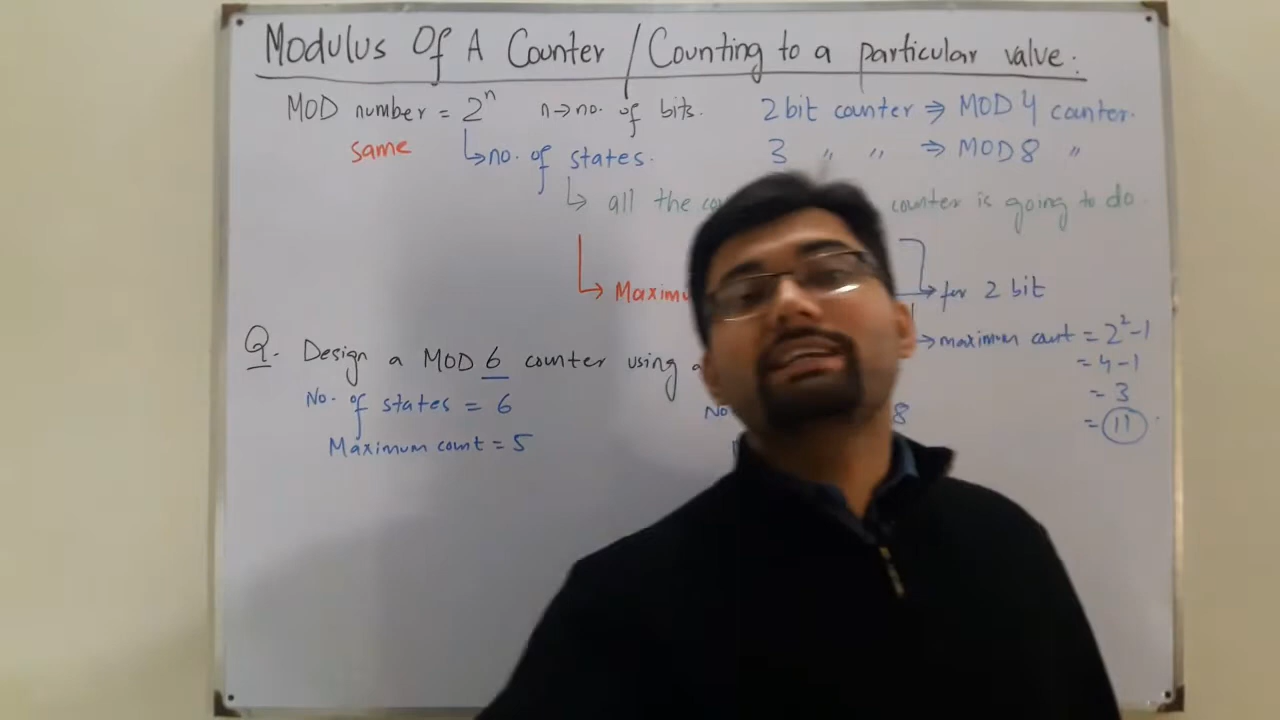 Modulus Of A Counter / Counting to a particular valve.
MOD number = 2^n n→no. of bits. 2 bit counter ⇒ MOD 4 counter.
same ↳no. of states. 3 〃 〃 ⇒ MOD 8 〃
↳ all the counter is going to do.
↳ for 2 bit
→maximum count = 2^2-1
= 4-1
= 3
= 11
Q. Design a MOD 6 counter using a
No. of states = 6 No 8
Maximum count = 5